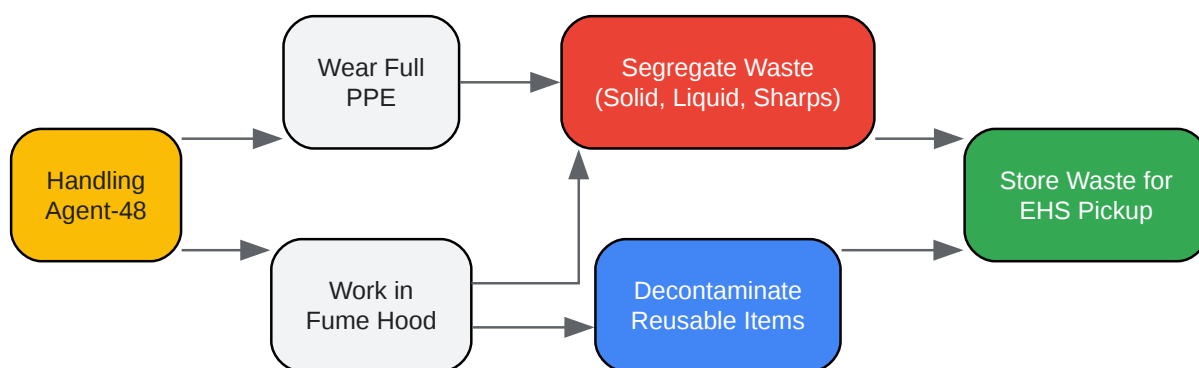 Handling
Agent-48
Wear Full
PPE
Work in
Fume Hood
Segregate Waste
(Solid, Liquid, Sharps)
Decontaminate
Reusable Items
Store Waste for
EHS Pickup